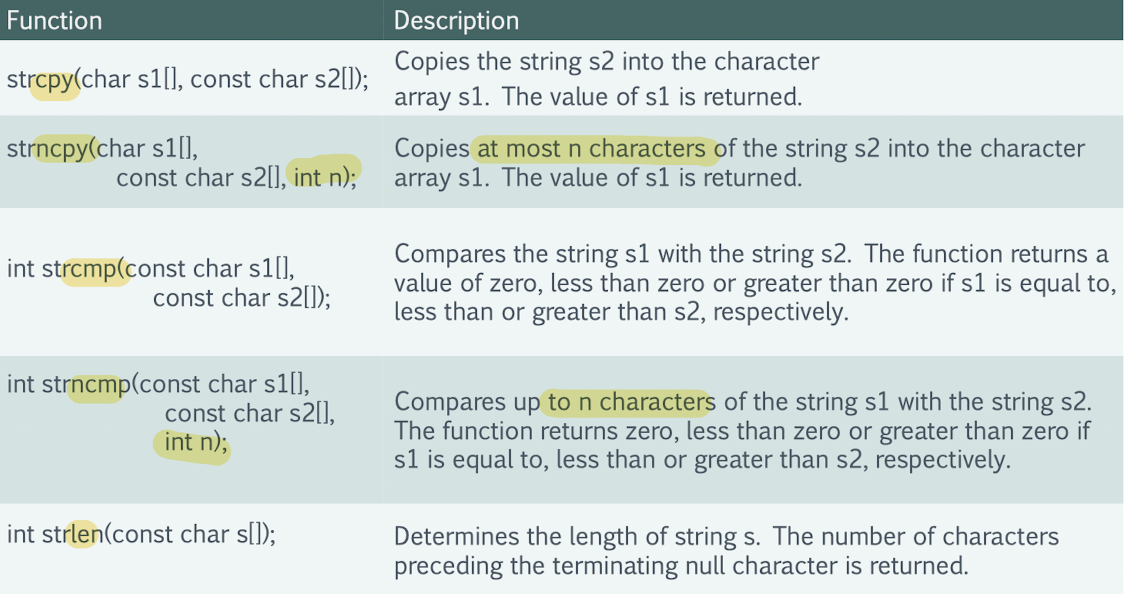 Function Description
strcpy(char s1[], const char s2[]);
Copies the string s2 into the character
array s1. The value of s1 is returned.
strncpy(char s1[],
const char s2[], int n);
Copies at most n characters of the string s2 into the character
array s1. The value of s1 is returned.
int strcmp(const char s1[],
const char s2[]);
Compares the string s1 with the string s2. The function returns a
value of zero, less than zero or greater than zero if s1 is equal to,
less than or greater than s2, respectively.
int strncmp(const char s1[],
const char s2[],
int n);
Compares up to n characters of the string s1 with the string s2.
The function returns zero, less than zero or greater than zero if
s1 is equal to, less than or greater than s2, respectively.
int strlen(const char s[]);
Determines the length of string s. The number of characters
preceding the terminating null character is returned.